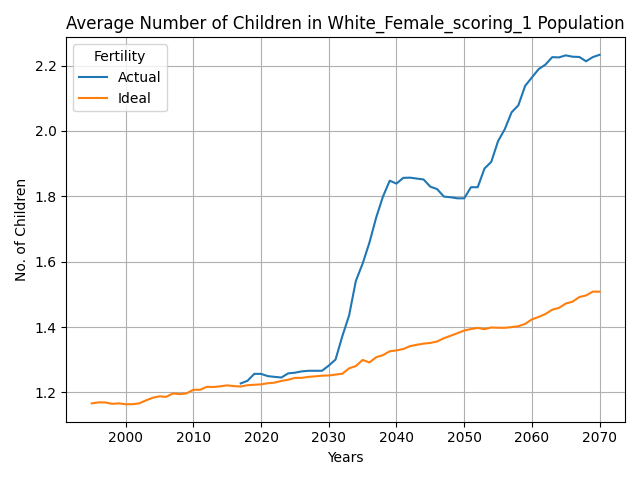 Average Number of Children in White_Female_scoring_1 Population
Fertility
Actual
Ideal
No. of Children
2.2
2.0
1.8
1.6
1.4
1.2
2000 2010 2020 2030 2040 2050 2060 2070
Years